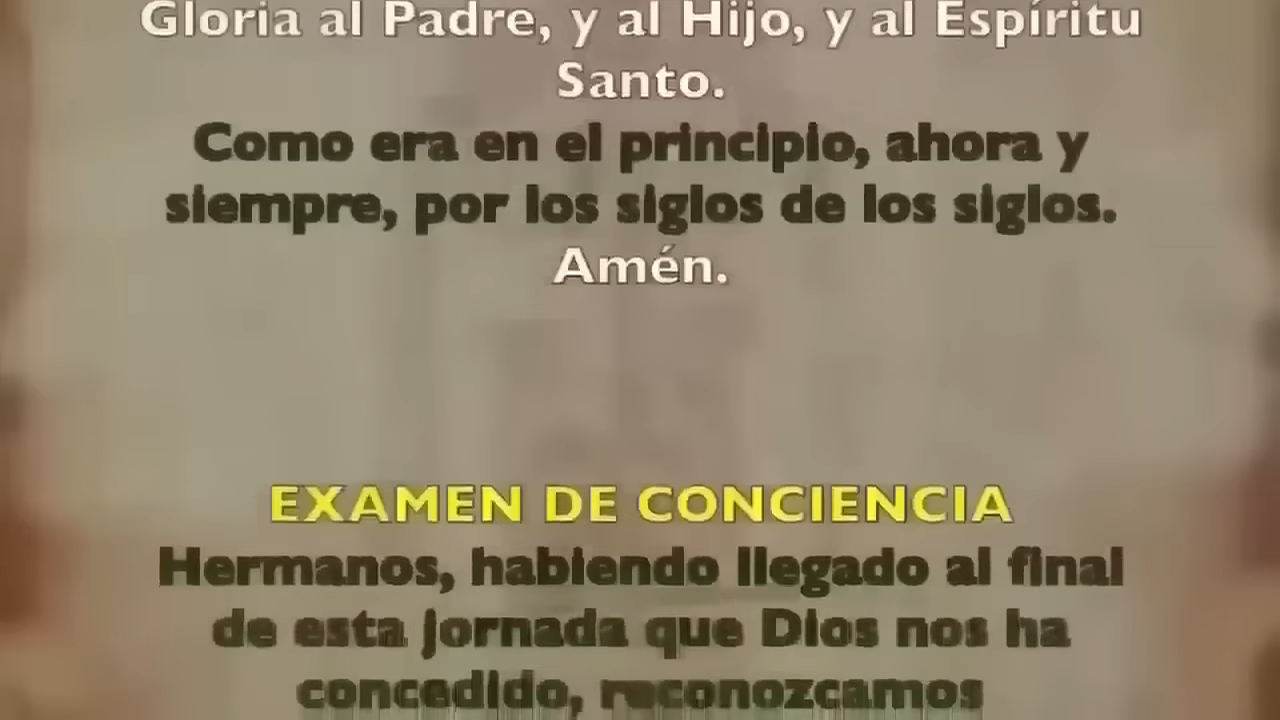 Gloria al Padre, y al Hijo, y al Espíritu
Santo.
Como era en el principio, ahora y
siempre, por los siglos de los siglos.
Amén.
EXAMEN DE CONCIENCIA
Hermanos, habiendo llegado al final
de esta jornada que Dios nos ha
concedido, reconozcamos